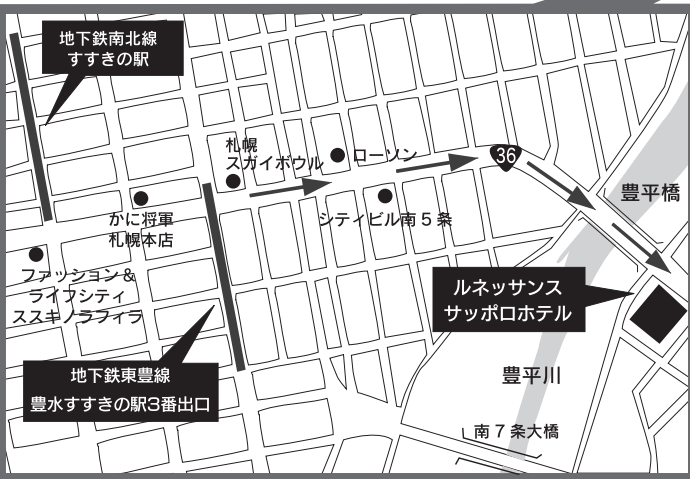 地下鉄南北線
すすきの駅
札幌
スガイボウル
ローソン
36
豊平橋
かに将軍
札幌本店
シティビル南5条
ファッション&
ライフシティ
ススキノラフィラ
ルネッサンス
サッポロホテル
地下鉄東豊線
豊水すすきの駅3番出口
豊平川
南7条大橋